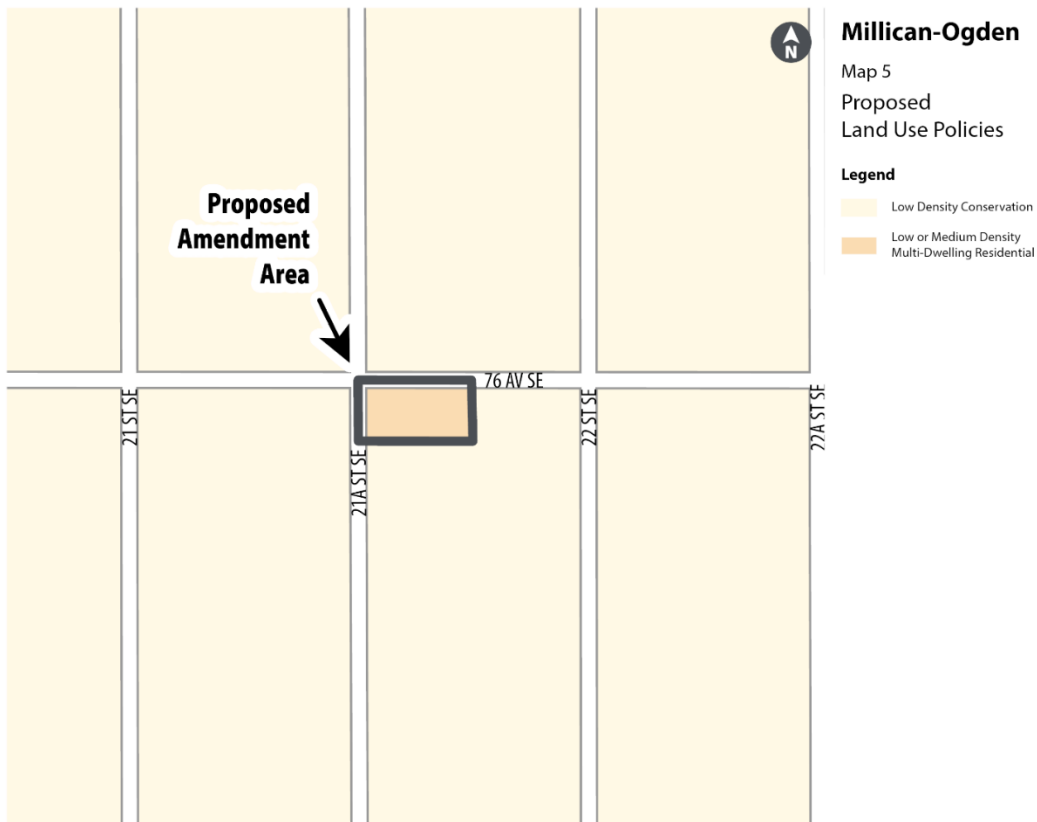 N
Millican-Ogden
Map 5
Proposed
Land Use Policies
Legend
Low Density Conservation
Low or Medium Density
Multi-Dwelling Residential
Proposed
Amendment
Area
76 AV SE
21 ST SE
21A ST SE
22 ST SE
22A ST SE